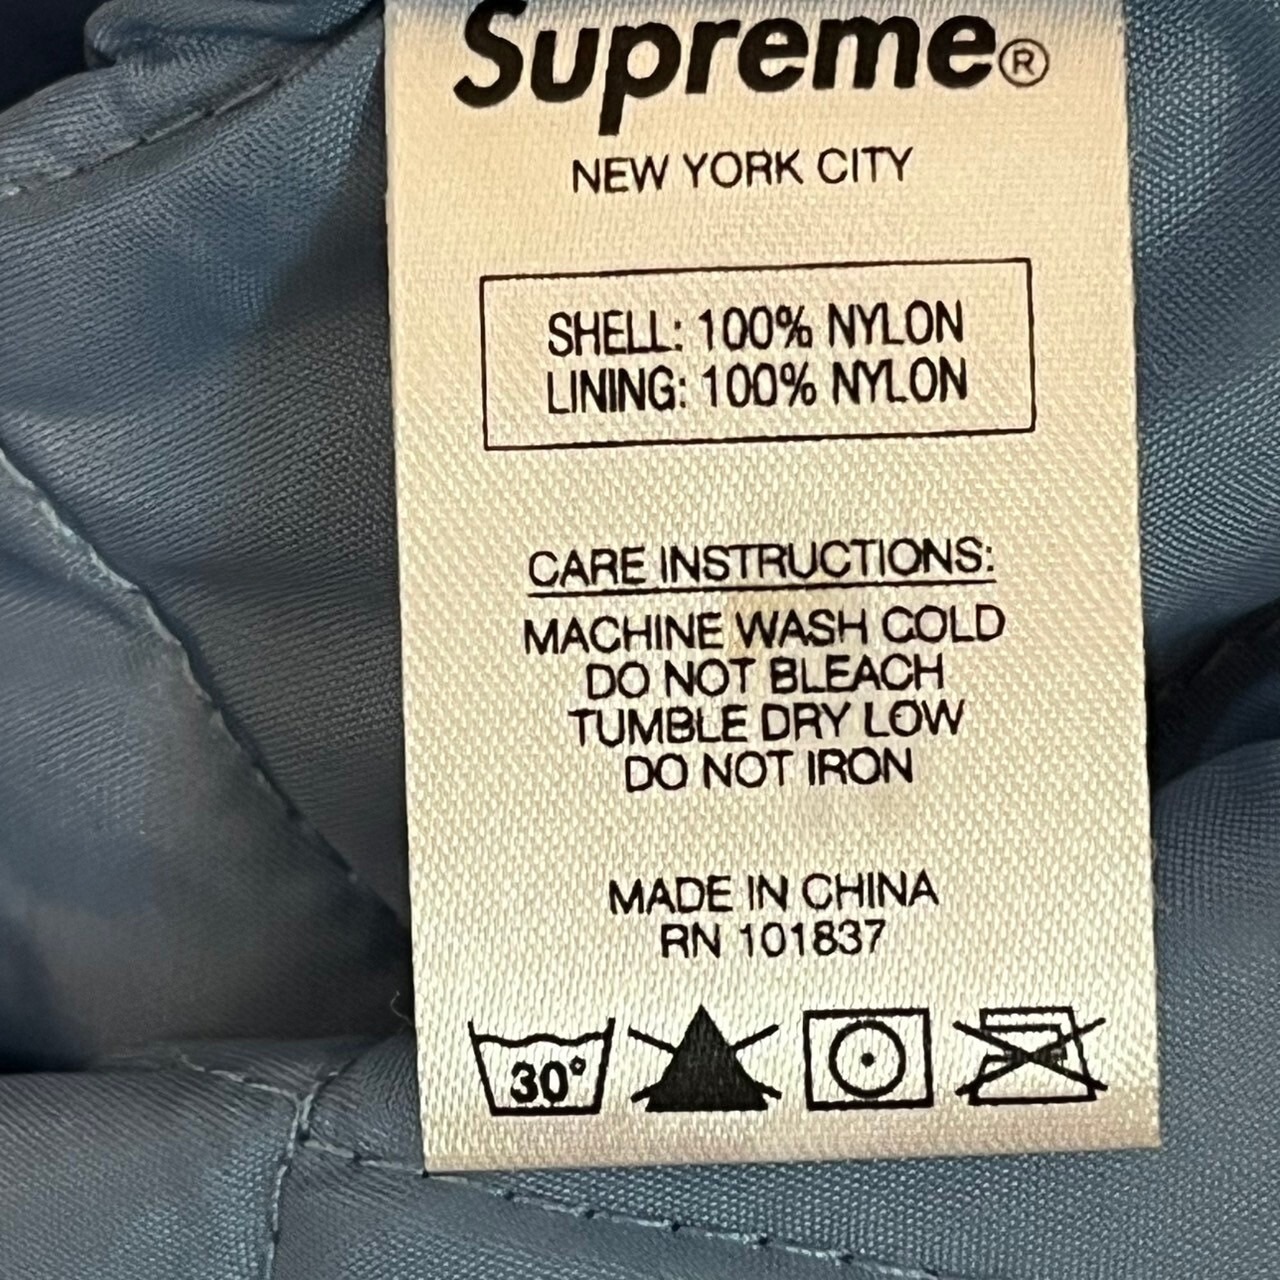 Supreme®
NEW YORK CITY
SHELL: 100% NYLON
LINING: 100% NYLON
CARE INSTRUCTIONS:
MACHINE WASH COLD
DO NOT BLEACH
TUMBLE DRY LOW
DO NOT IRON
MADE IN CHINA
RN 101837
30°